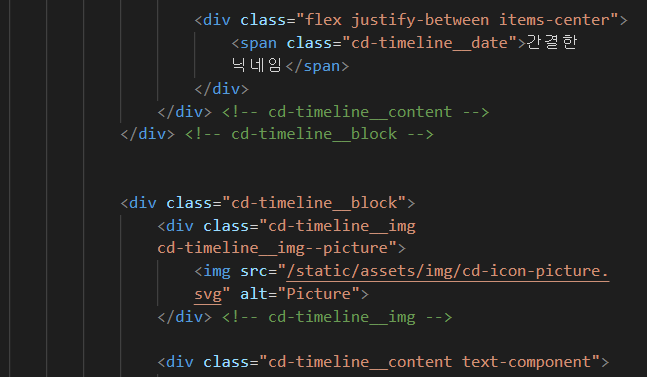 <div class="flex justify-between items-center">
<span class="cd-timeline__date">간결한
닉네임</span>
</div>
</div> <!-- cd-timeline__content -->
</div> <!-- cd-timeline__block -->
<div class="cd-timeline__block">
<div class="cd-timeline__img
cd-timeline__img--picture">
<img src="/static/assets/img/cd-icon-picture.
svg" alt="Picture">
</div> <!-- cd-timeline__img -->
<div class="cd-timeline__content text-component">